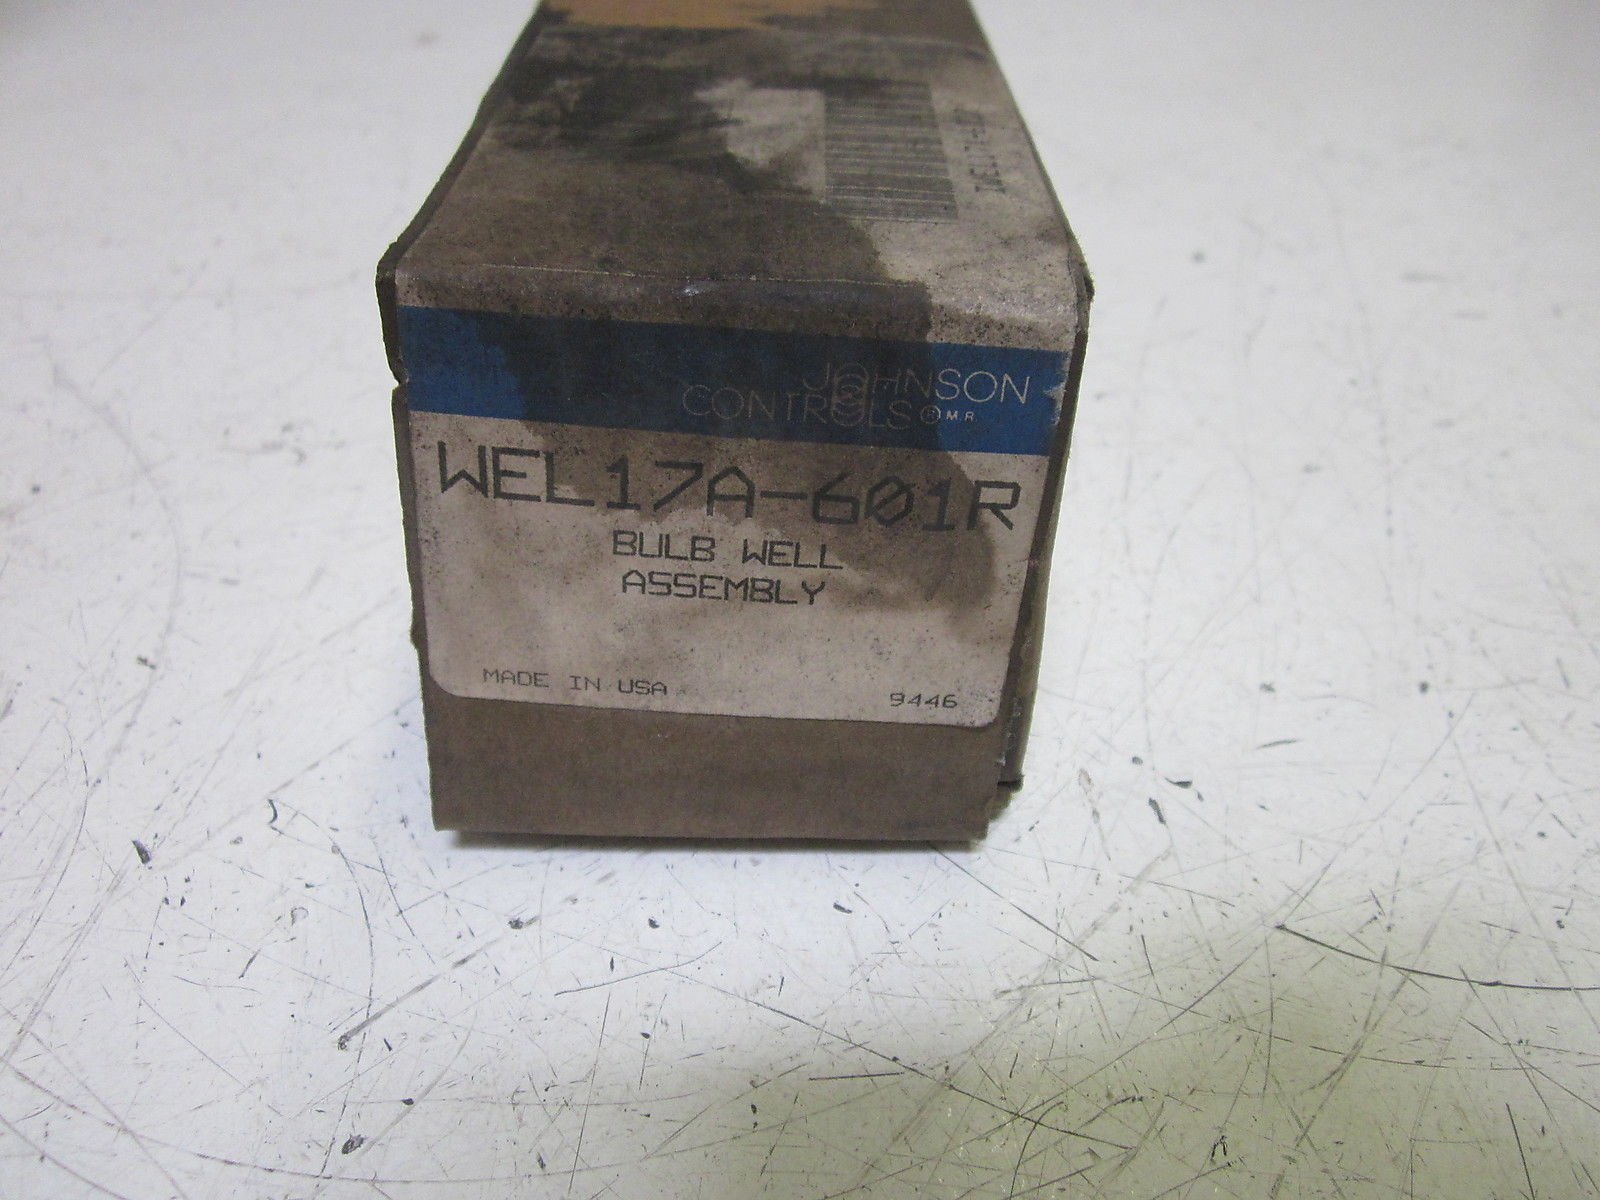 JOHNSON
CONTROLS ® M.R.
WEL17A-601R
BULB WELL
ASSEMBLY
MADE IN USA
9446